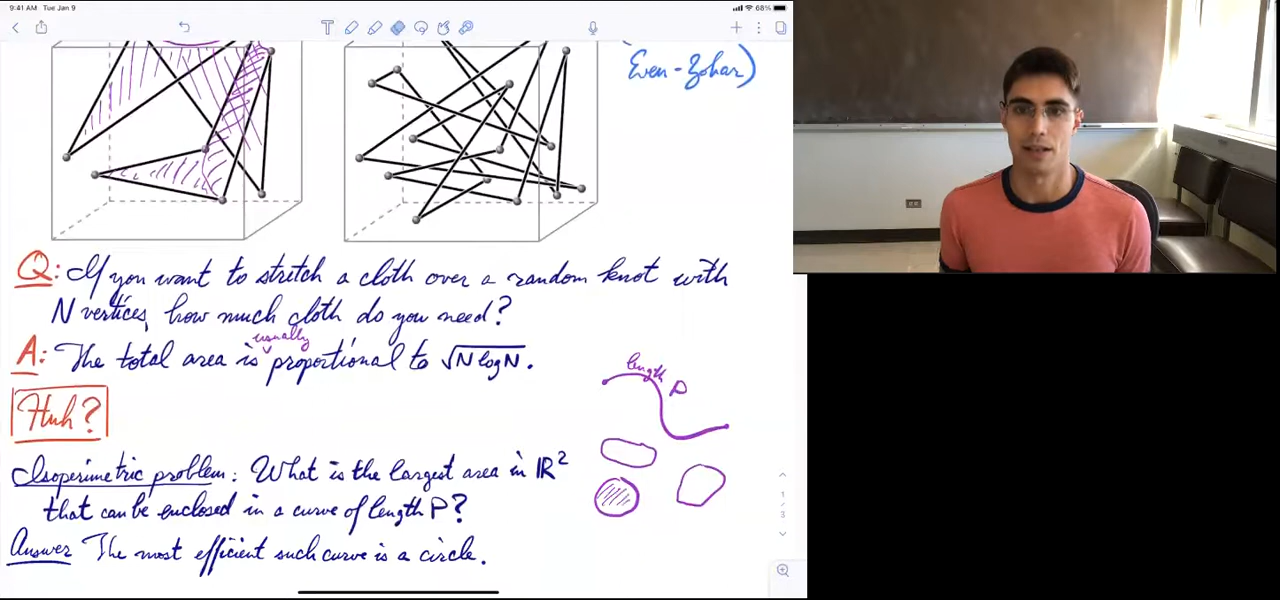 9:41 AM Tue Jan 9
68%
T
Even-Zohar)
Q: If you want to stretch a cloth over a random knot with
N vertices, how much cloth do you need?
usually
A: The total area is proportional to √N log N.
length P
Huh?
Isoperimetric problem: What is the largest area in ℝ²
that can be enclosed in a curve of length P?
Answer The most efficient such curve is a circle.
1
/
3